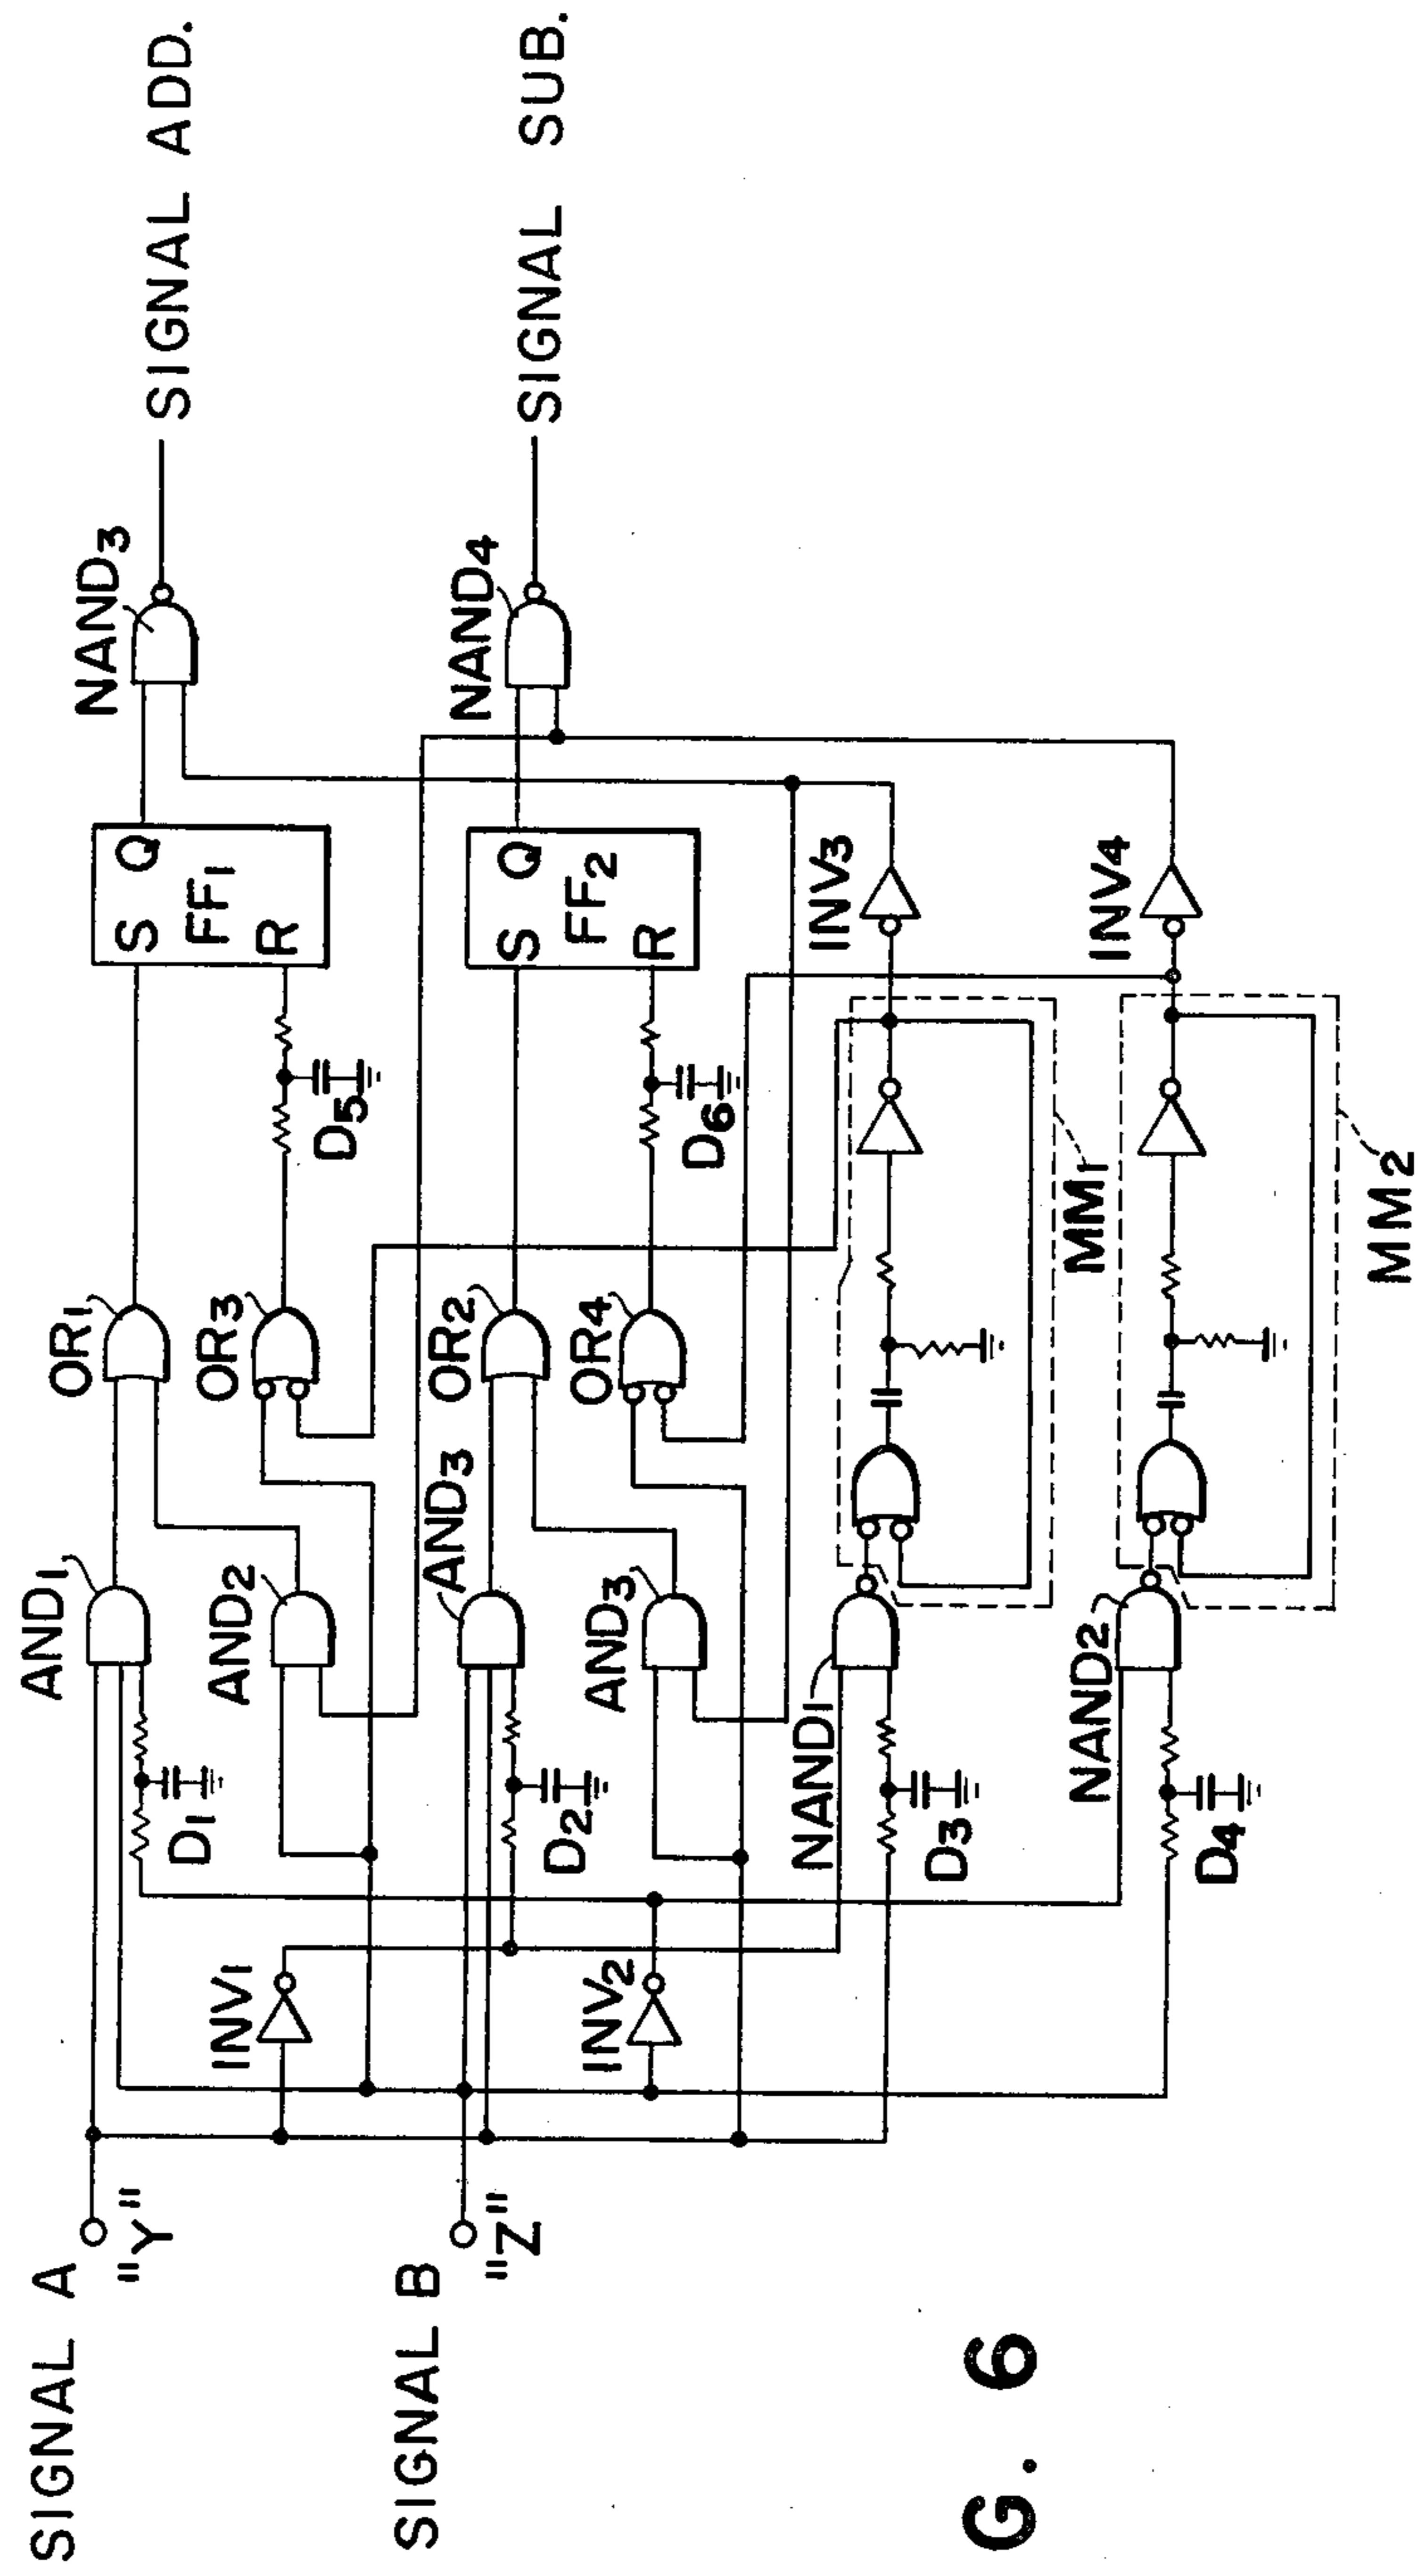 SIGNAL A
"Y"
SIGNAL B
"Z"
INV1
INV2
D1
D2
D3
D4
AND1
AND2
AND3
AND3
NAND1
NAND2
OR1
OR3
OR2
OR4
D5
D6
MM1
MM2
S Q
FF1
R
S Q
FF2
R
INV3
INV4
NAND3
NAND4
SIGNAL ADD.
SIGNAL SUB.
G. 6